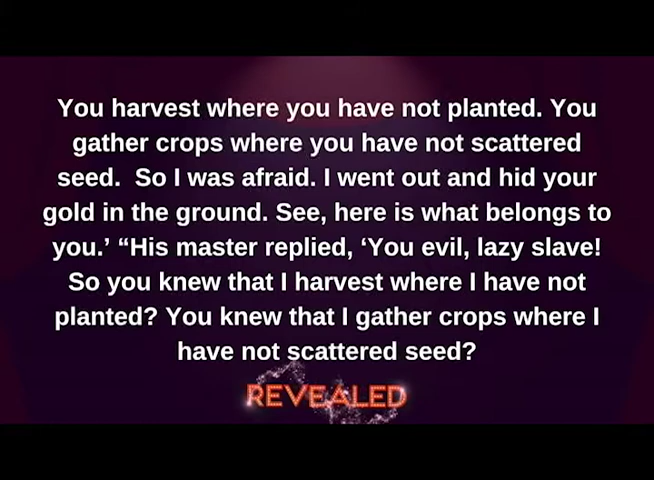 You harvest where you have not planted. You
gather crops where you have not scattered
seed.  So I was afraid. I went out and hid your
gold in the ground. See, here is what belongs to
you.’ “His master replied, ‘You evil, lazy slave!
So you knew that I harvest where I have not
planted? You knew that I gather crops where I
have not scattered seed?
REVEALED